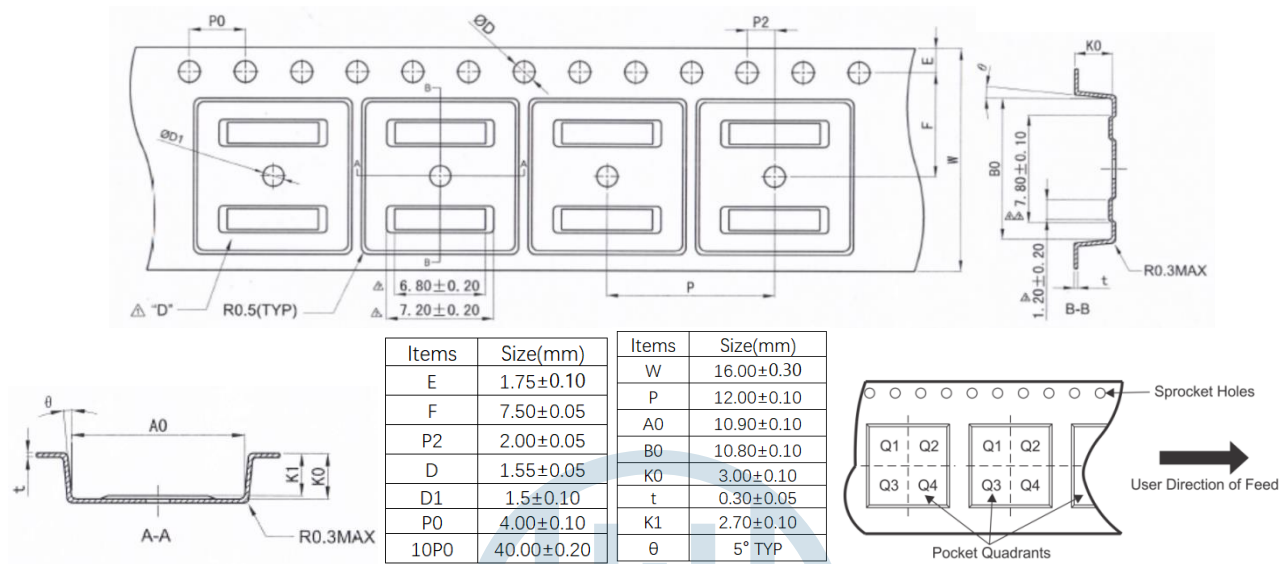 P0
ØD
P2
E
K0
θ
B
ØD1
A
A
F
W
B0
7.80±0.10
1.20±0.20
B
6.80±0.20
P
R0.3MAX
"D"
R0.5(TYP)
7.20±0.20
t
B-B
θ
A0
t
K1
K0
A-A
R0.3MAX
Items Size(mm)
E 1.75±0.10
F 7.50±0.05
P2 2.00±0.05
D 1.55±0.05
D1 1.5±0.10
P0 4.00±0.10
10P0 40.00±0.20
Items Size(mm)
W 16.00±0.30
P 12.00±0.10
A0 10.90±0.10
B0 10.80±0.10
K0 3.00±0.10
t 0.30±0.05
K1 2.70±0.10
θ 5° TYP
Sprocket Holes
Q1 Q2 Q1 Q2
Q3 Q4 Q3 Q4
User Direction of Feed
Pocket Quadrants